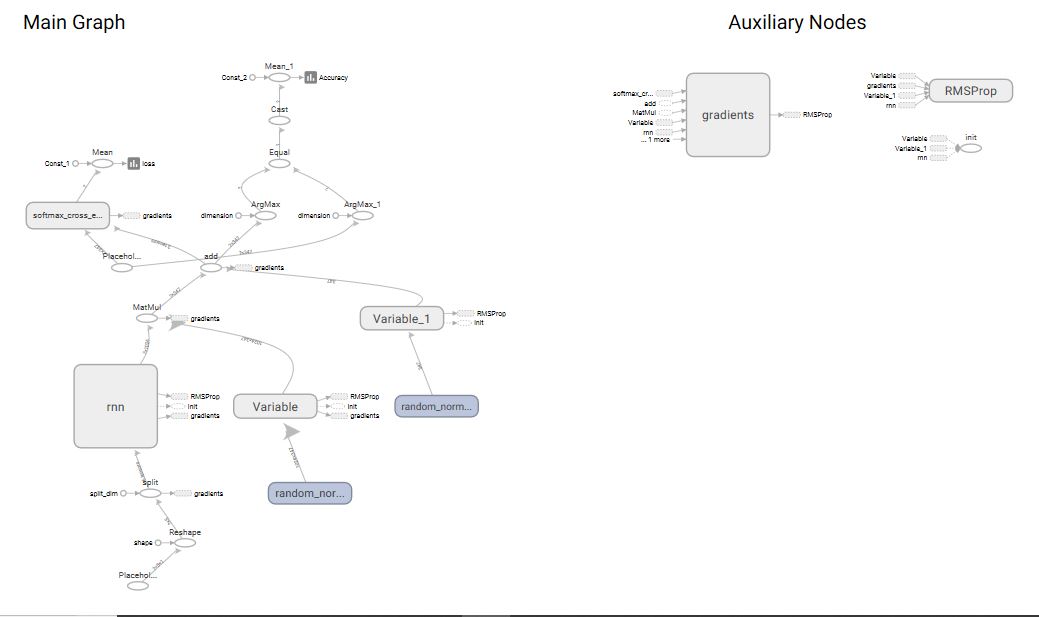 Main Graph
Auxiliary Nodes
Mean_1
Const_2
Accuracy
Cast
Equal
Mean
Const_1
loss
ArgMax
ArgMax_1
dimension
dimension
softmax_cross_e...
gradients
Placehol...
add
gradients
MatMul
gradients
Variable_1
RMSProp
init
rnn
RMSProp
init
gradients
Variable
RMSProp
init
gradients
random_norm...
split
split_dim
gradients
random_nor...
Reshape
shape
Placehol...
softmax_cr...
add
MatMul
Variable
rnn
... 1 more
gradients
RMSProp
Variable
gradients
Variable_1
rnn
RMSProp
init
Variable
Variable_1
rnn